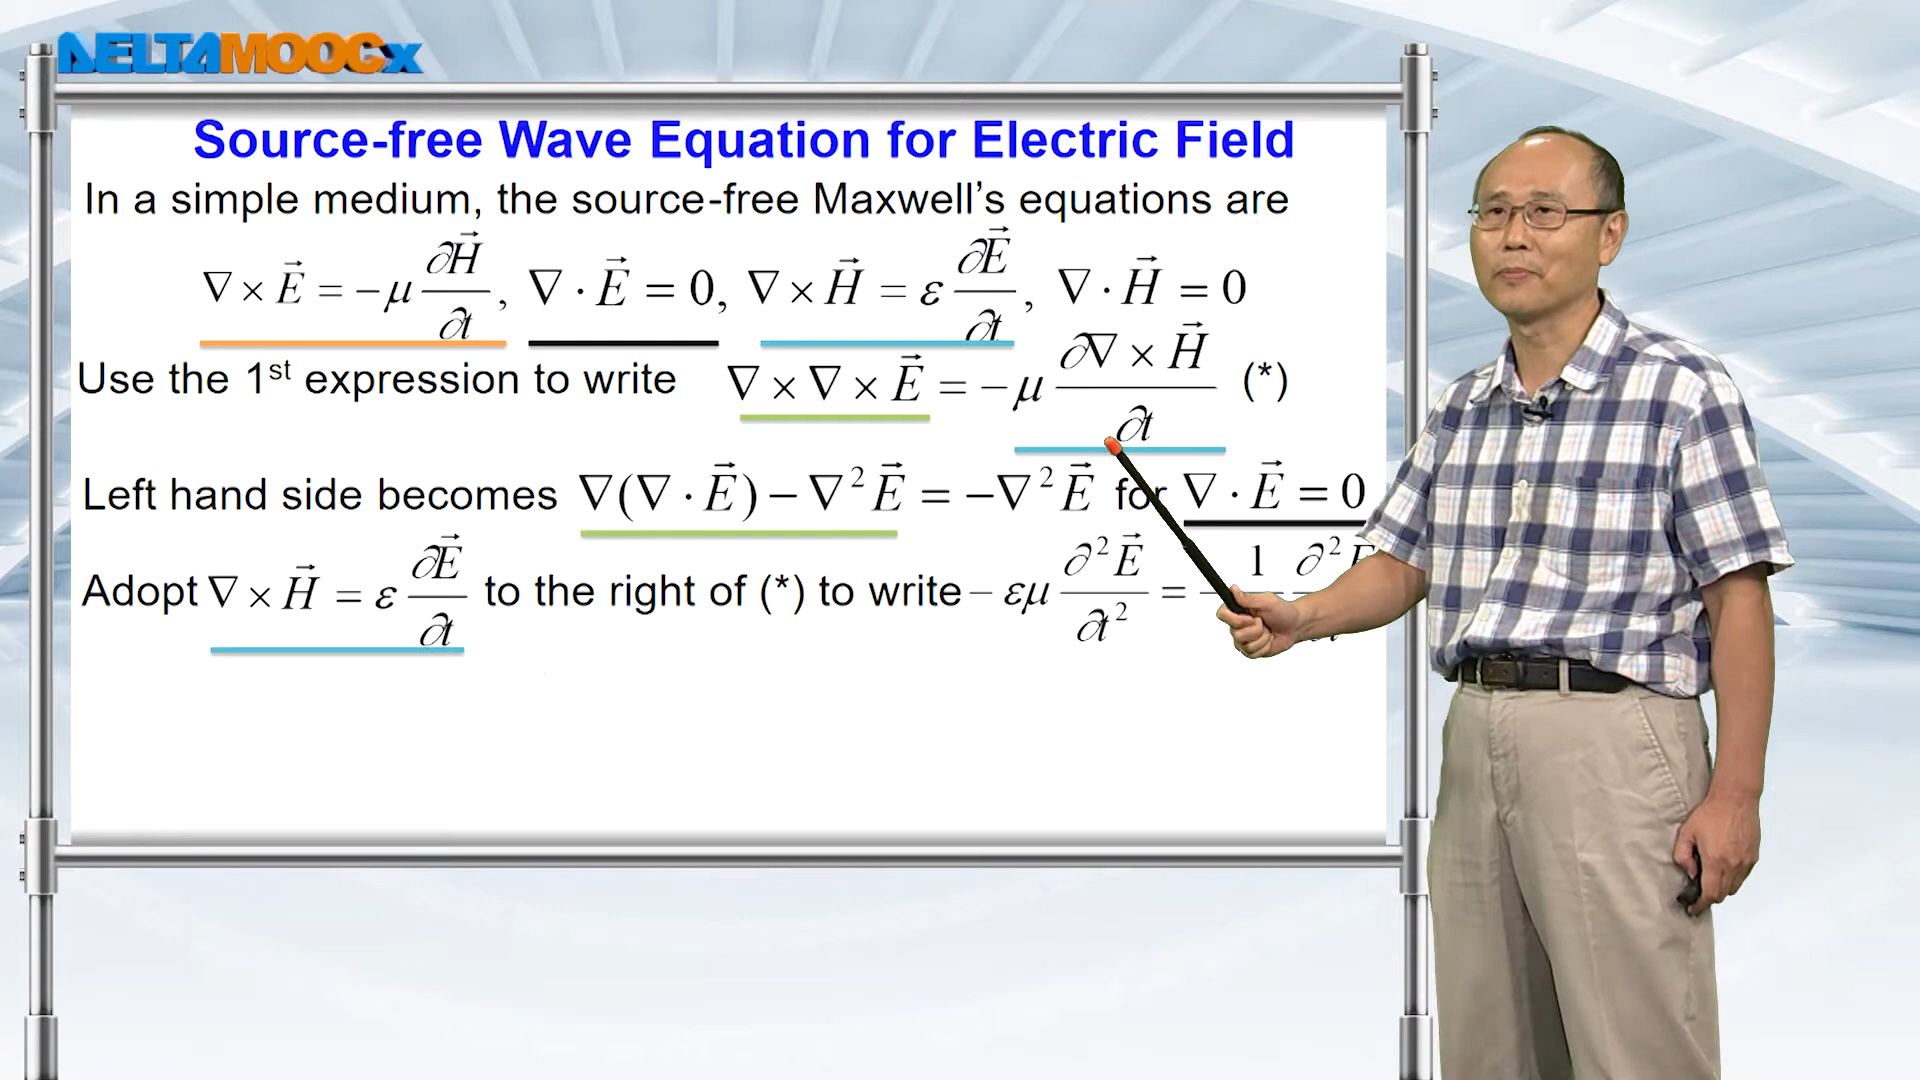 DELTAMOOCx
Source-free Wave Equation for Electric Field
In a simple medium, the source-free Maxwell’s equations are
∇ × E⃗ = −μ ∂H⃗/∂t, ∇ · E⃗ = 0, ∇ × H⃗ = ε ∂E⃗/∂t, ∇ · H⃗ = 0
Use the 1st expression to write ∇ × ∇ × E⃗ = −μ ∂∇ × H⃗/∂t (*)
Left hand side becomes ∇(∇ · E⃗) − ∇²E⃗ = −∇²E⃗ for ∇ · E⃗ = 0
Adopt ∇ × H⃗ = ε ∂E⃗/∂t to the right of (*) to write − εμ ∂²E⃗/∂t² = 1 ∂²